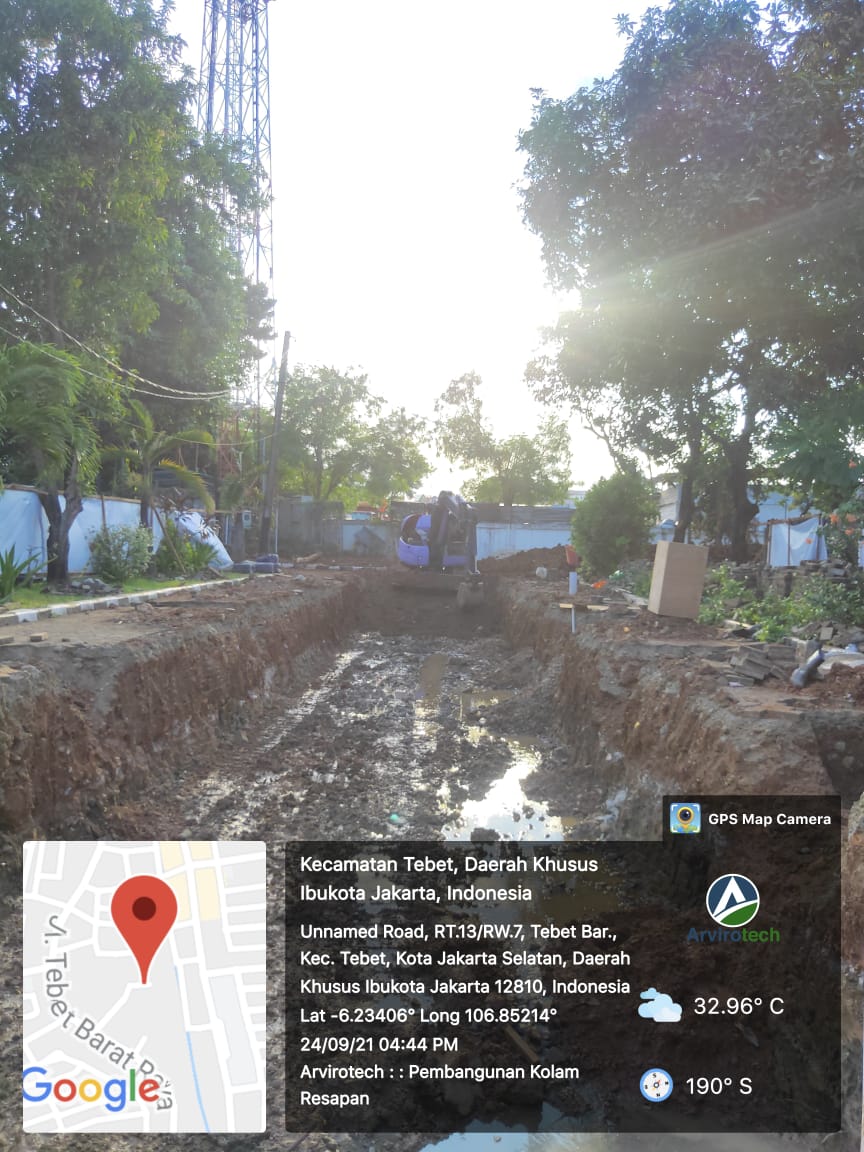 GPS Map Camera
Kecamatan Tebet, Daerah Khusus
Ibukota Jakarta, Indonesia
Unnamed Road, RT.13/RW.7, Tebet Bar.,
Kec. Tebet, Kota Jakarta Selatan, Daerah
Khusus Ibukota Jakarta 12810, Indonesia
Lat -6.23406° Long 106.85214°
24/09/21 04:44 PM
Arvirotech : : Pembangunan Kolam
Resapan
Arvirotech
32.96° C
190° S
Jl. Tebet Barat Raya
Google